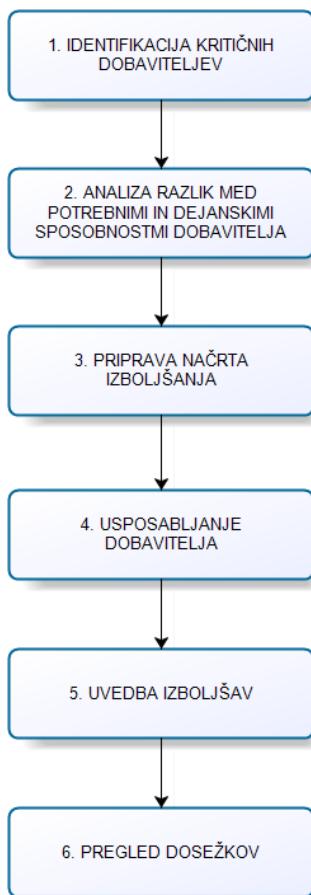 1. IDENTIFIKACIJA KRITIČNIH
DOBAVITELJEV
2. ANALIZA RAZLIK MED
POTREBNIMI IN DEJANSKIMI
SPOSOBNOSTMI DOBAVITELJA
3. PRIPRAVA NAČRTA
IZBOLJŠANJA
4. USPOSABLJANJE
DOBAVITELJA
5. UVEDBA IZBOLJŠAV
6. PREGLED DOSEŽKOV